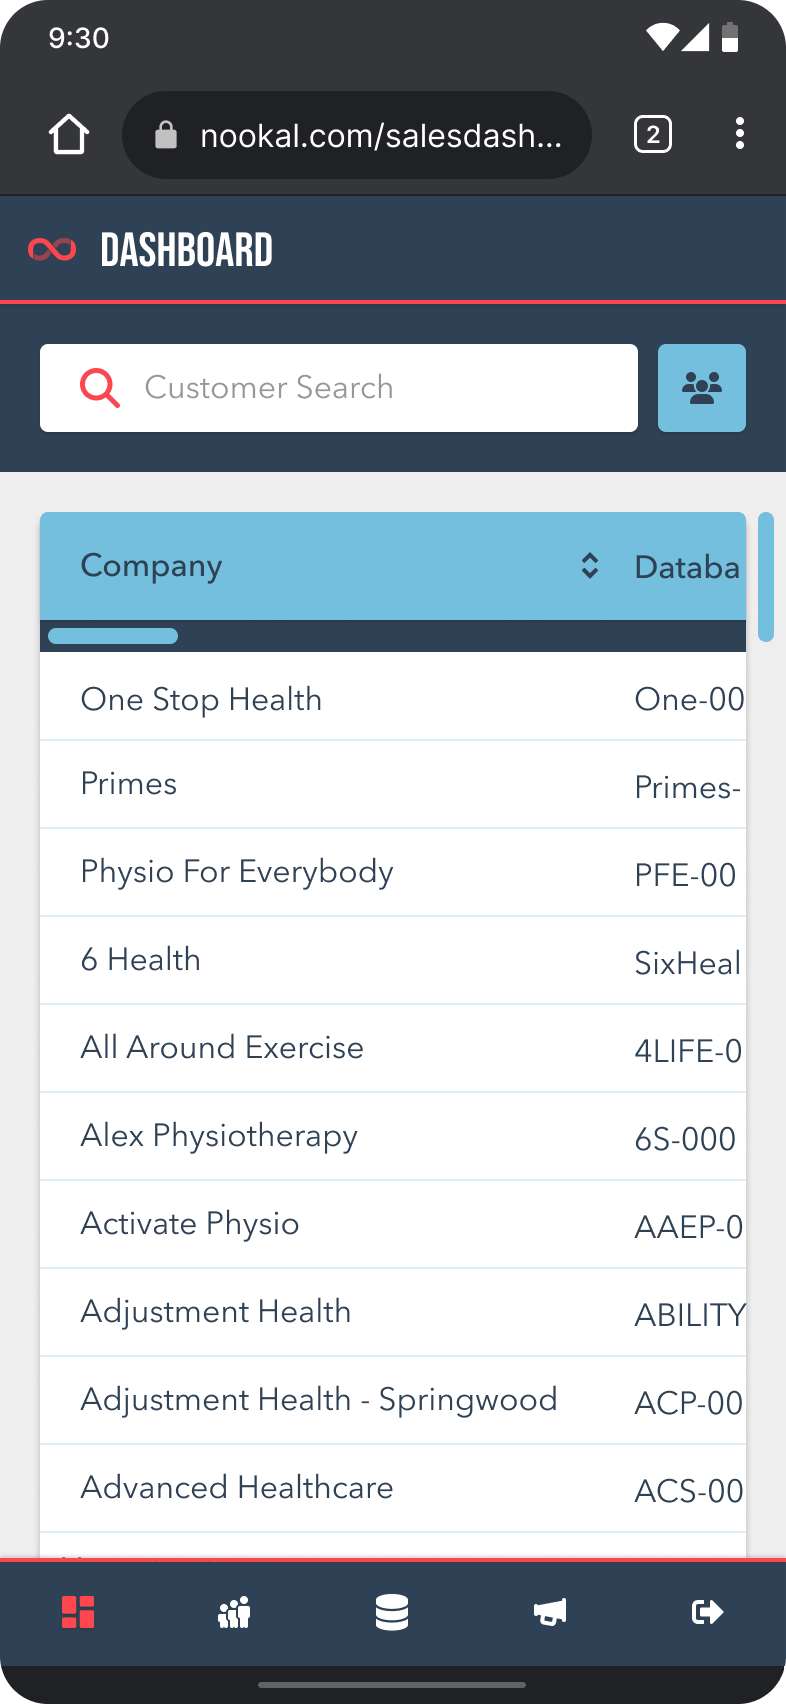 9:30
nookal.com/salesdash...
2
DASHBOARD
Customer Search
Company Databa
One Stop Health One-00
Primes Primes-
Physio For Everybody PFE-00
6 Health SixHeal
All Around Exercise 4LIFE-0
Alex Physiotherapy 6S-000
Activate Physio AAEP-0
Adjustment Health ABILITY
Adjustment Health - Springwood ACP-00
Advanced Healthcare ACS-00